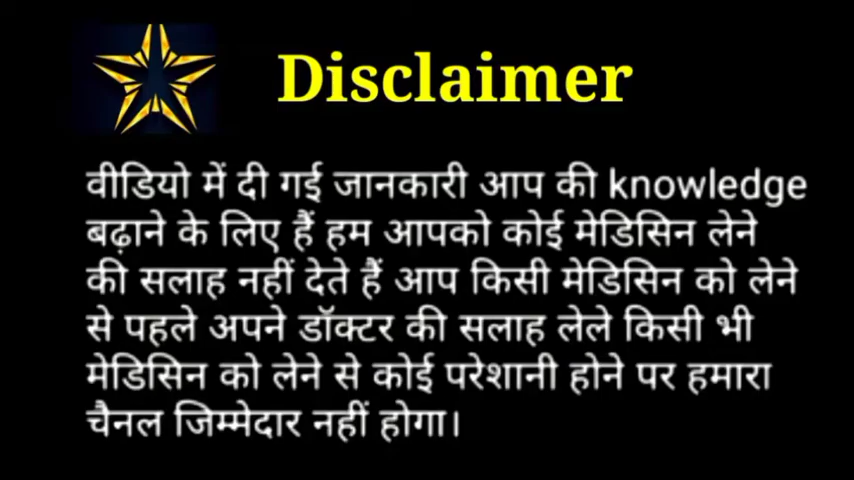 Disclaimer
वीडियो में दी गई जानकारी आप की knowledge
बढ़ाने के लिए हैं हम आपको कोई मेडिसिन लेने
की सलाह नहीं देते हैं आप किसी मेडिसिन को लेने
से पहले अपने डॉक्टर की सलाह लेले किसी भी
मेडिसिन को लेने से कोई परेशानी होने पर हमारा
चैनल जिम्मेदार नहीं होगा।